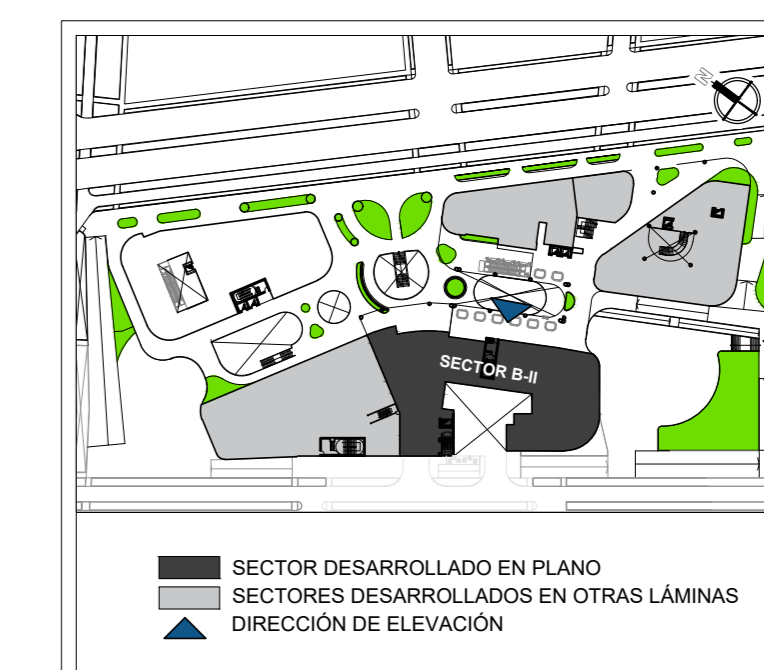 N
SECTOR B-II
SECTOR DESARROLLADO EN PLANO
SECTORES DESARROLLADOS EN OTRAS LÁMINAS
DIRECCIÓN DE ELEVACIÓN